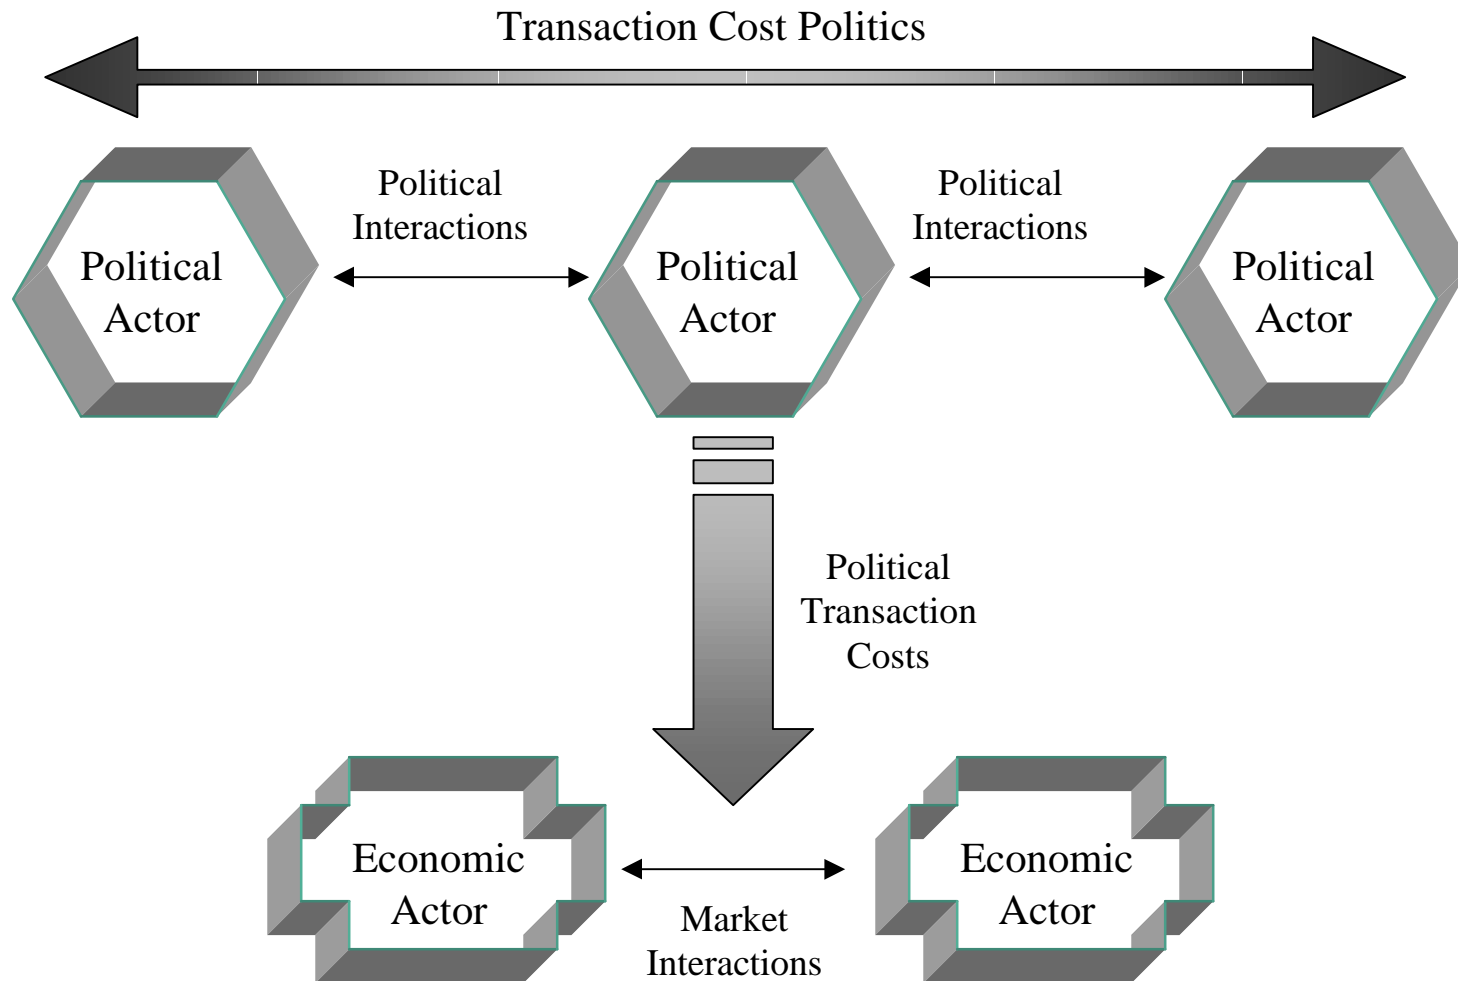 Transaction Cost Politics
Political
Interactions
Political
Interactions
Political
Actor
Political
Actor
Political
Actor
Political
Transaction
Costs
Economic
Actor
Economic
Actor
Market
Interactions